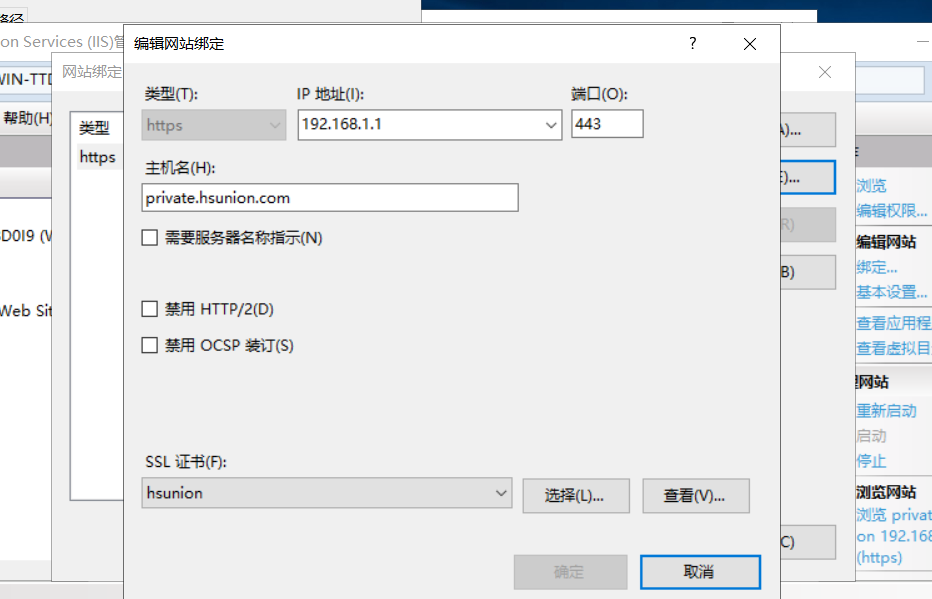 on Services (IIS)管
编辑网站绑定
?
WIN-TTD
网站绑定
帮助(H)
类型
https
类型(T):
IP 地址(I):
端口(O):
https
192.168.1.1
443
主机名(H):
private.hsunion.com
需要服务器名称指示(N)
禁用 HTTP/2(D)
禁用 OCSP 装订(S)
SSL 证书(F):
hsunion
选择(L)...
查看(V)...
确定
取消
A)...
E)...
R)
B)
C)
Web Sit
浏览
编辑权限...
编辑网站
绑定...
基本设置...
查看应用程
查看虚拟目
网站
重新启动
启动
停止
浏览网站
浏览 privat
on 192.168
(https)